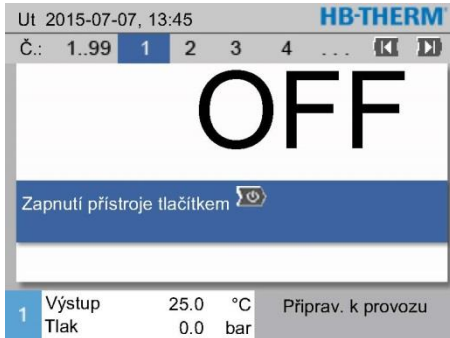 Ut 2015-07-07, 13:45 HB-THERM
Č.: 1..99 1 2 3 4 ...
OFF
Zapnutí přístroje tlačítkem
1 Výstup 25.0 °C Připrav. k provozu
Tlak 0.0 bar